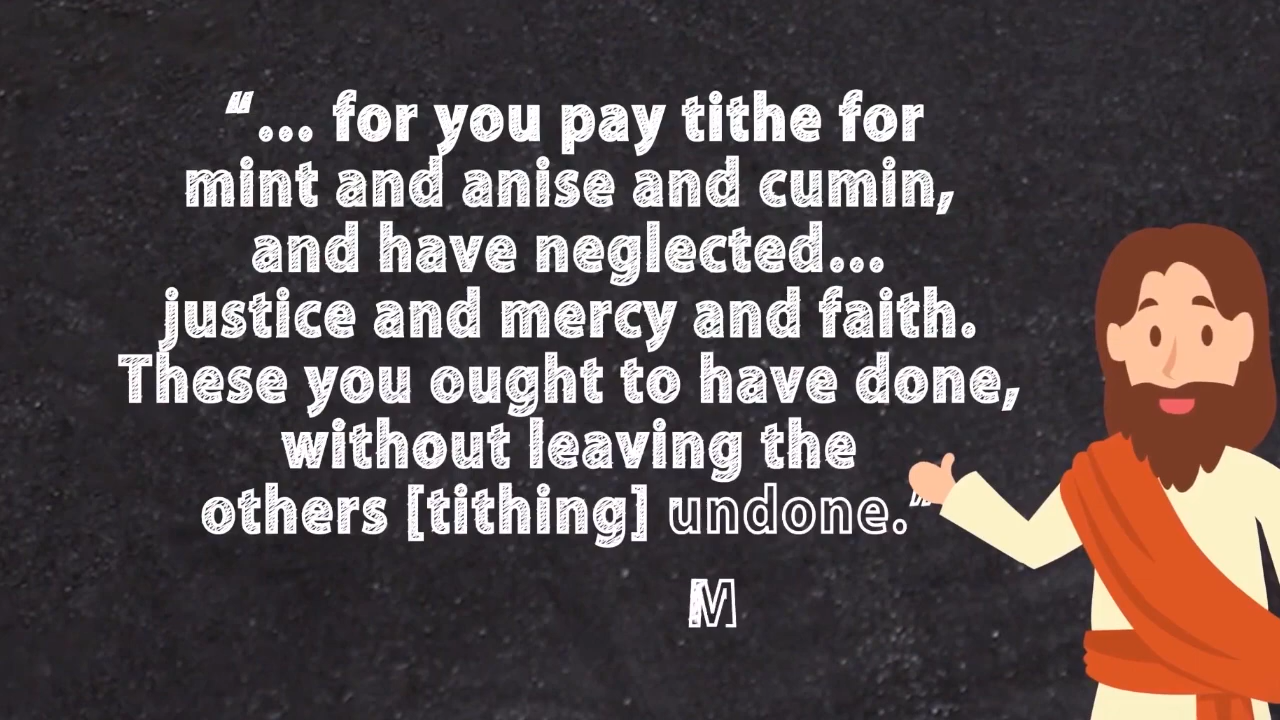 “... for you pay tithe for
mint and anise and cumin,
and have neglected...
justice and mercy and faith.
These you ought to have done,
without leaving the
others [tithing] undone.”
M